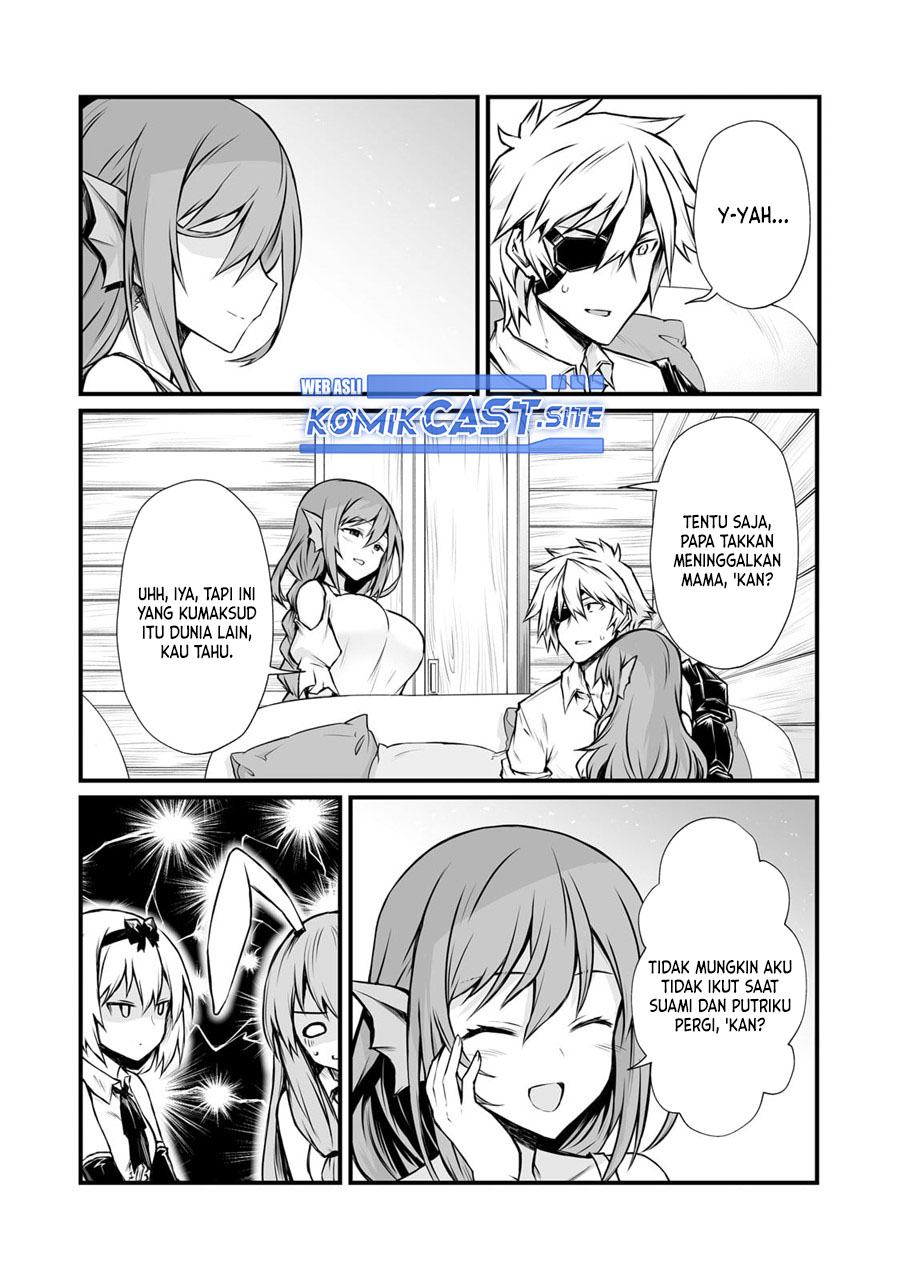 Y-YAH...
WEB ASLI
KOMIKCAST.SITE
TENTU SAJA,
PAPA TAKKAN
MENINGGALKAN
MAMA, 'KAN?
UHH, IYA, TAPI INI
YANG KUMAKSUD
ITU DUNIA LAIN,
KAU TAHU.
TIDAK MUNGKIN AKU
TIDAK IKUT SAAT
SUAMI DAN PUTRIKU
PERGI, 'KAN?